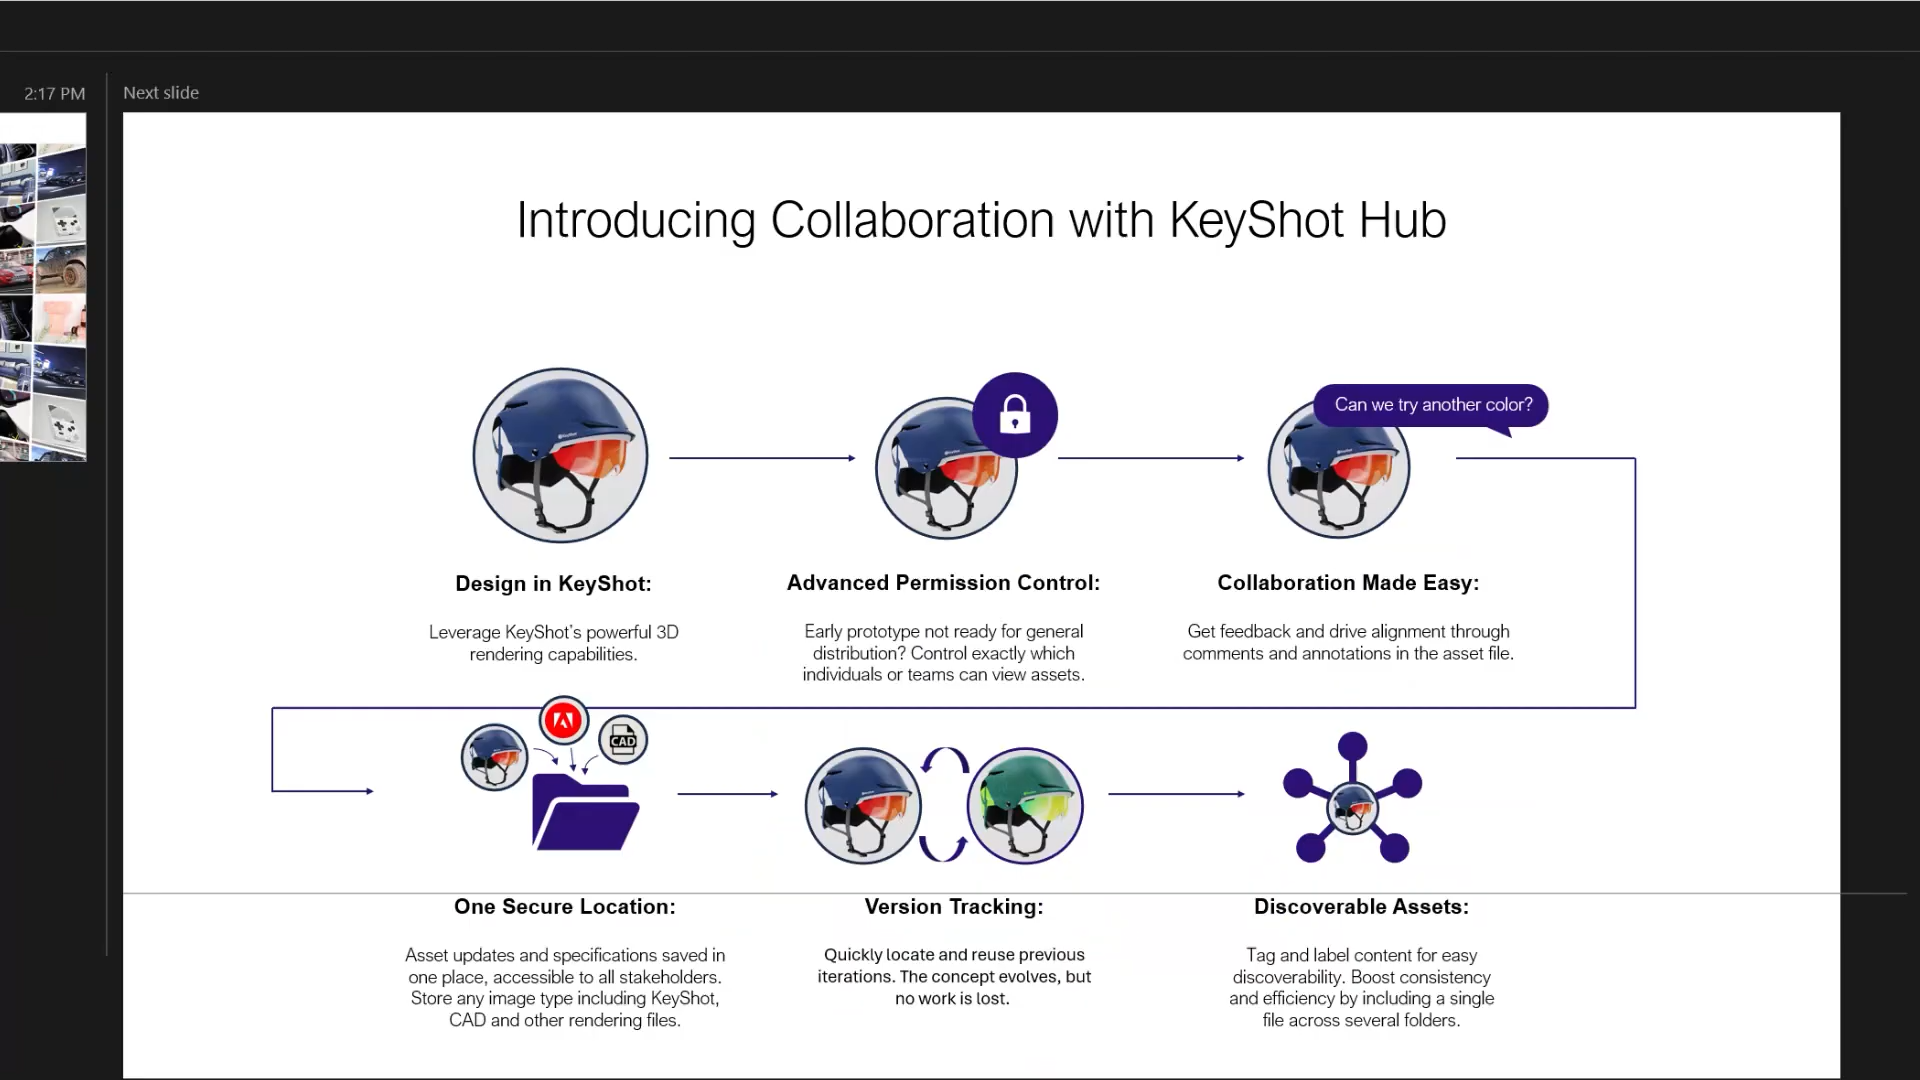 2:17 PM
Next slide
Introducing Collaboration with KeyShot Hub
Can we try another color?
Design in KeyShot:
Leverage KeyShot's powerful 3D
rendering capabilities.
Advanced Permission Control:
Early prototype not ready for general
distribution? Control exactly which
individuals or teams can view assets.
Collaboration Made Easy:
Get feedback and drive alignment through
comments and annotations in the asset file.
CAD
One Secure Location:
Asset updates and specifications saved in
one place, accessible to all stakeholders.
Store any image type including KeyShot,
CAD and other rendering files.
Version Tracking:
Quickly locate and reuse previous
iterations. The concept evolves, but
no work is lost.
Discoverable Assets:
Tag and label content for easy
discoverability. Boost consistency
and efficiency by including a single
file across several folders.